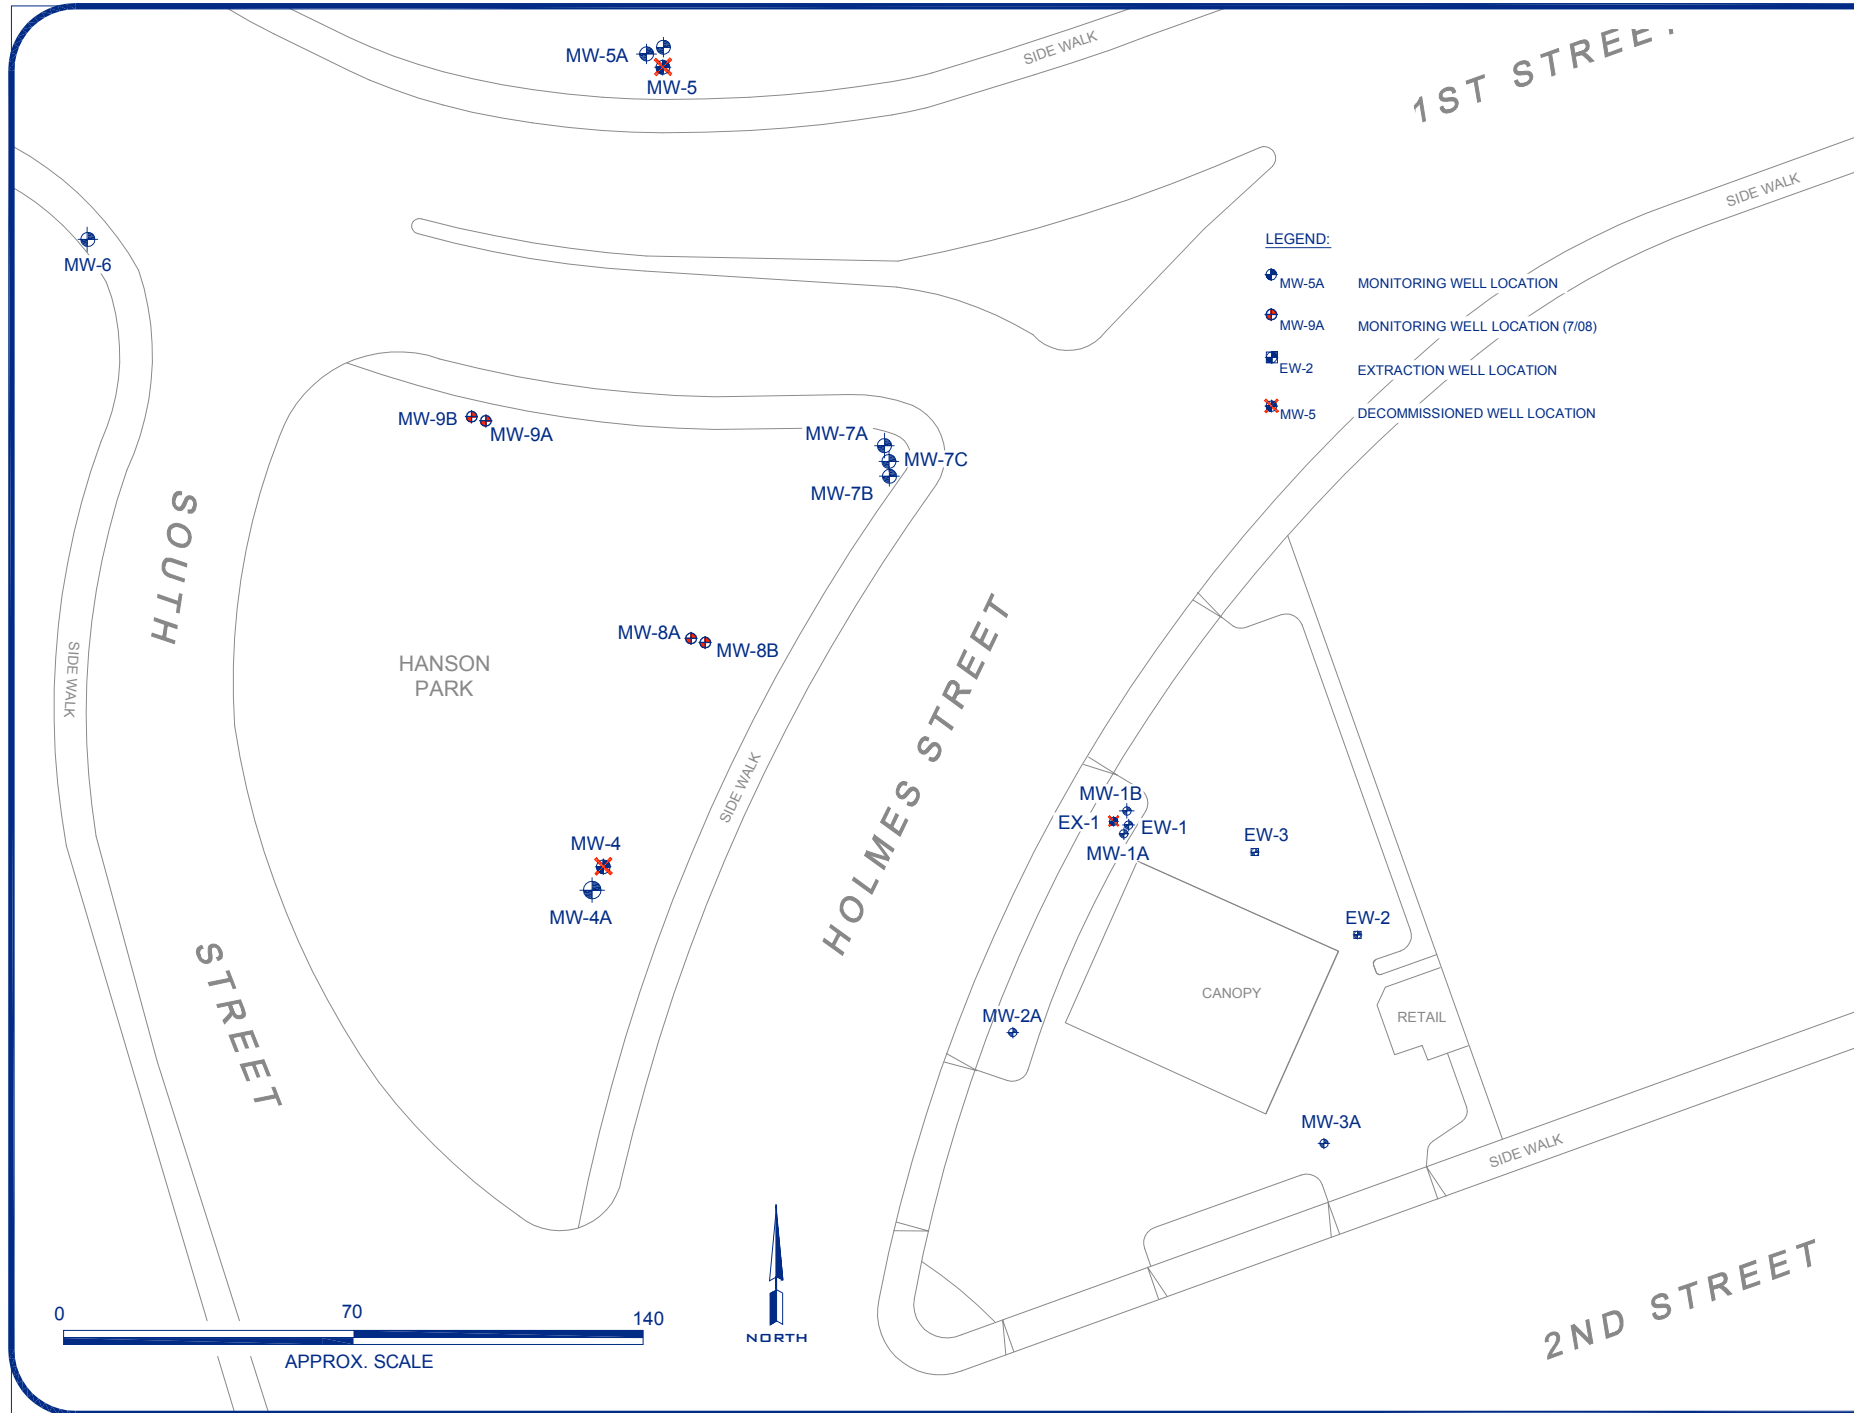 MW-5A
MW-5
SIDE WALK
1ST STREET
SIDE WALK
MW-6
LEGEND:
MW-5A MONITORING WELL LOCATION
MW-9A MONITORING WELL LOCATION (7/08)
EW-2 EXTRACTION WELL LOCATION
MW-5 DECOMMISSIONED WELL LOCATION
MW-9B
MW-9A
MW-7A
MW-7C
MW-7B
SOUTH
STREET
SIDE WALK
HANSON
PARK
MW-8A
MW-8B
HOLMES STREET
SIDE WALK
MW-4
MW-4A
MW-1B
EX-1
EW-1
MW-1A
EW-3
EW-2
CANOPY
RETAIL
MW-2A
MW-3A
SIDE WALK
2ND STREET
0 70 140
APPROX. SCALE
NORTH